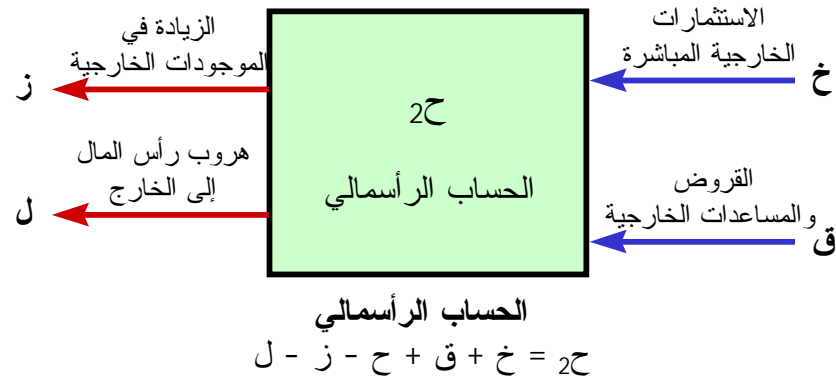 الاستثمارات
الخارجية المباشرة
خ
القروض
والمساعدات الخارجية
ق
ح2
الحساب الرأسمالي
الزيادة في
الموجودات الخارجية
ز
هروب رأس المال
إلى الخارج
ل
الحساب الرأسمالي
ح2 = خ + ق + ح - ز - ل